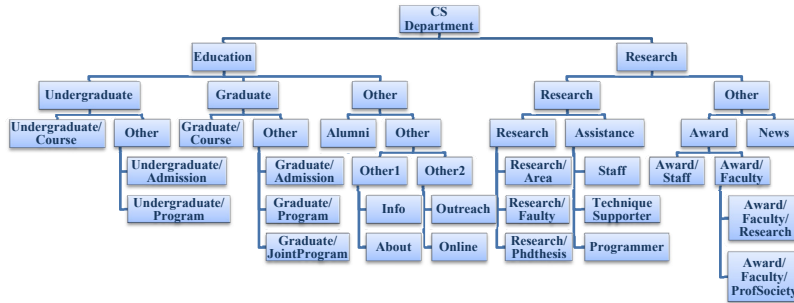 CS
Department
Education
Research
Undergraduate
Graduate
Other
Research
Other
Undergraduate/
Course
Other
Graduate/
Course
Other
Alumni
Other
Research
Assistance
Award
News
Undergraduate/
Admission
Graduate/
Admission
Other1
Other2
Research/
Area
Staff
Award/
Staff
Award/
Faculty
Undergraduate/
Program
Graduate/
Program
Info
Outreach
Research/
Faulty
Technique
Supporter
Award/
Faculty/
Research
Graduate/
JointProgram
About
Online
Research/
Phdthesis
Programmer
Award/
Faculty/
ProfSociety